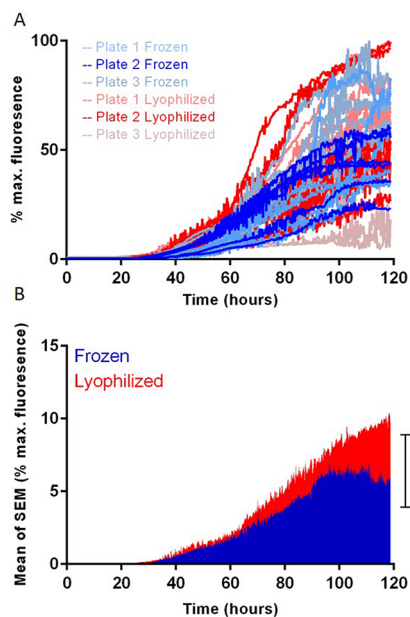 A
-- Plate 1 Frozen
-- Plate 2 Frozen
-- Plate 3 Frozen
-- Plate 1 Lyophilized
-- Plate 2 Lyophilized
-- Plate 3 Lyophilized
% max. fluoresence
100
50
0
0 20 40 60 80 100 120
Time (hours)
B
Frozen
Lyophilized
Mean of SEM (% max. fluoresence)
15
10
5
0
0 20 40 60 80 100 120
Time (hours)